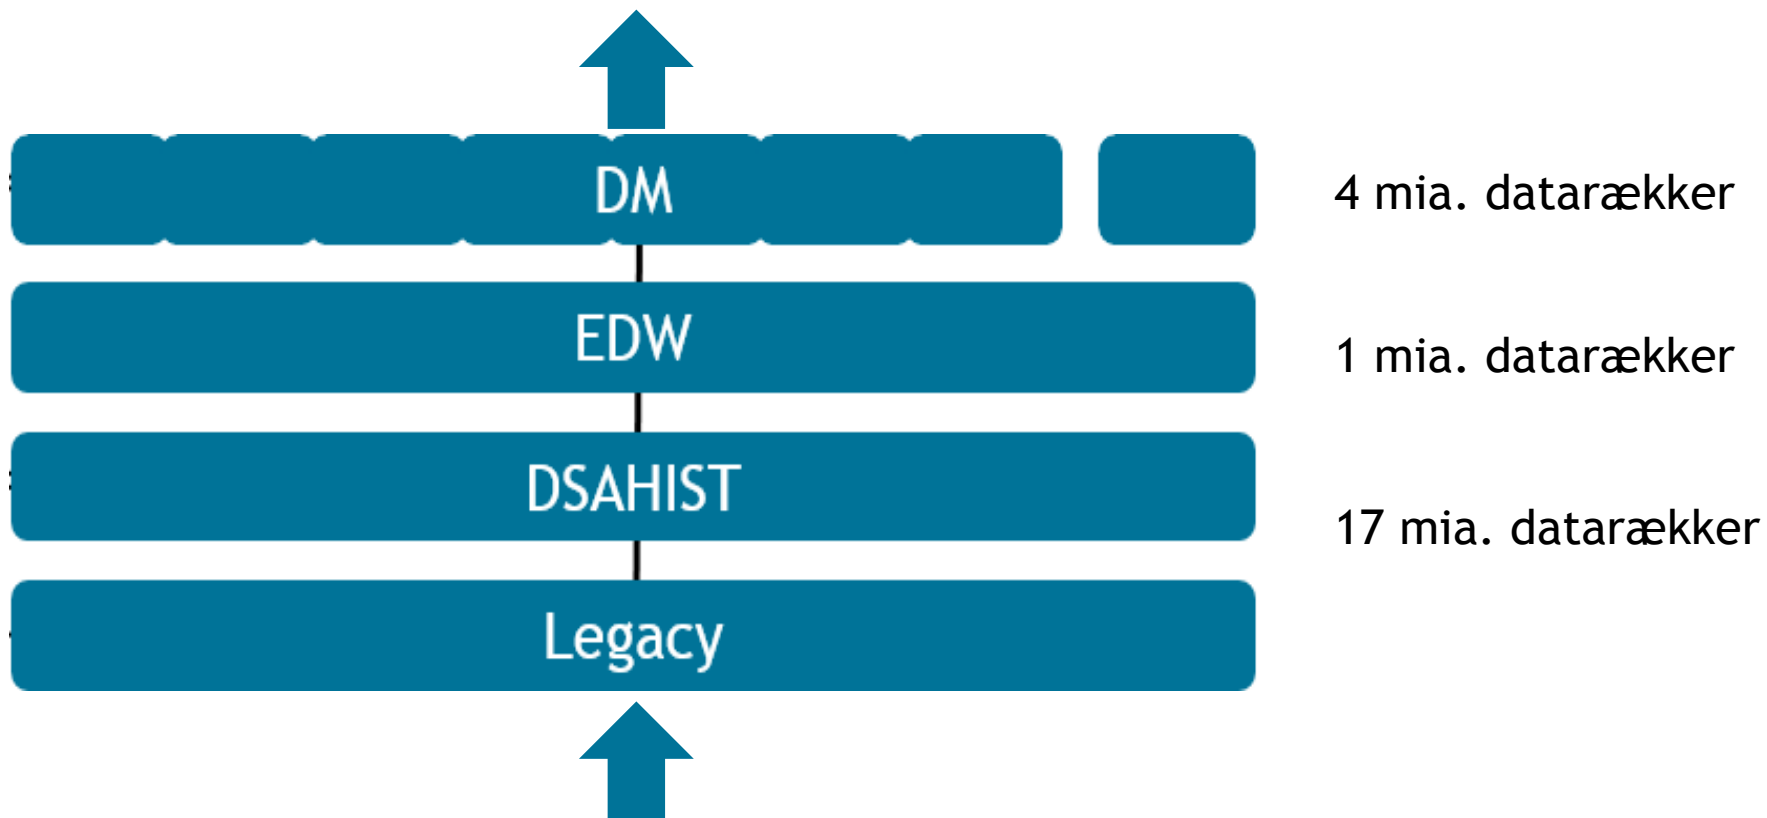 DM
4 mia. datarækker
EDW
1 mia. datarækker
DSAHIST
17 mia. datarækker
Legacy